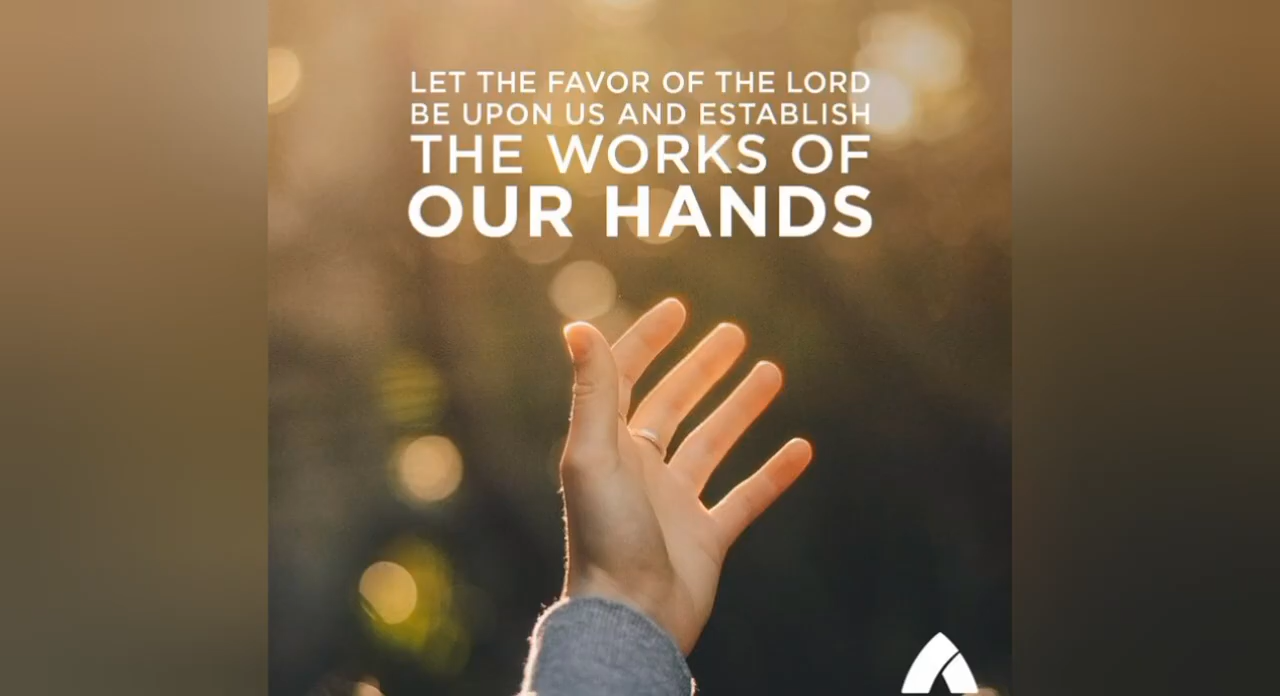 LET THE FAVOR OF THE LORD
BE UPON US AND ESTABLISH
THE WORKS OF
OUR HANDS